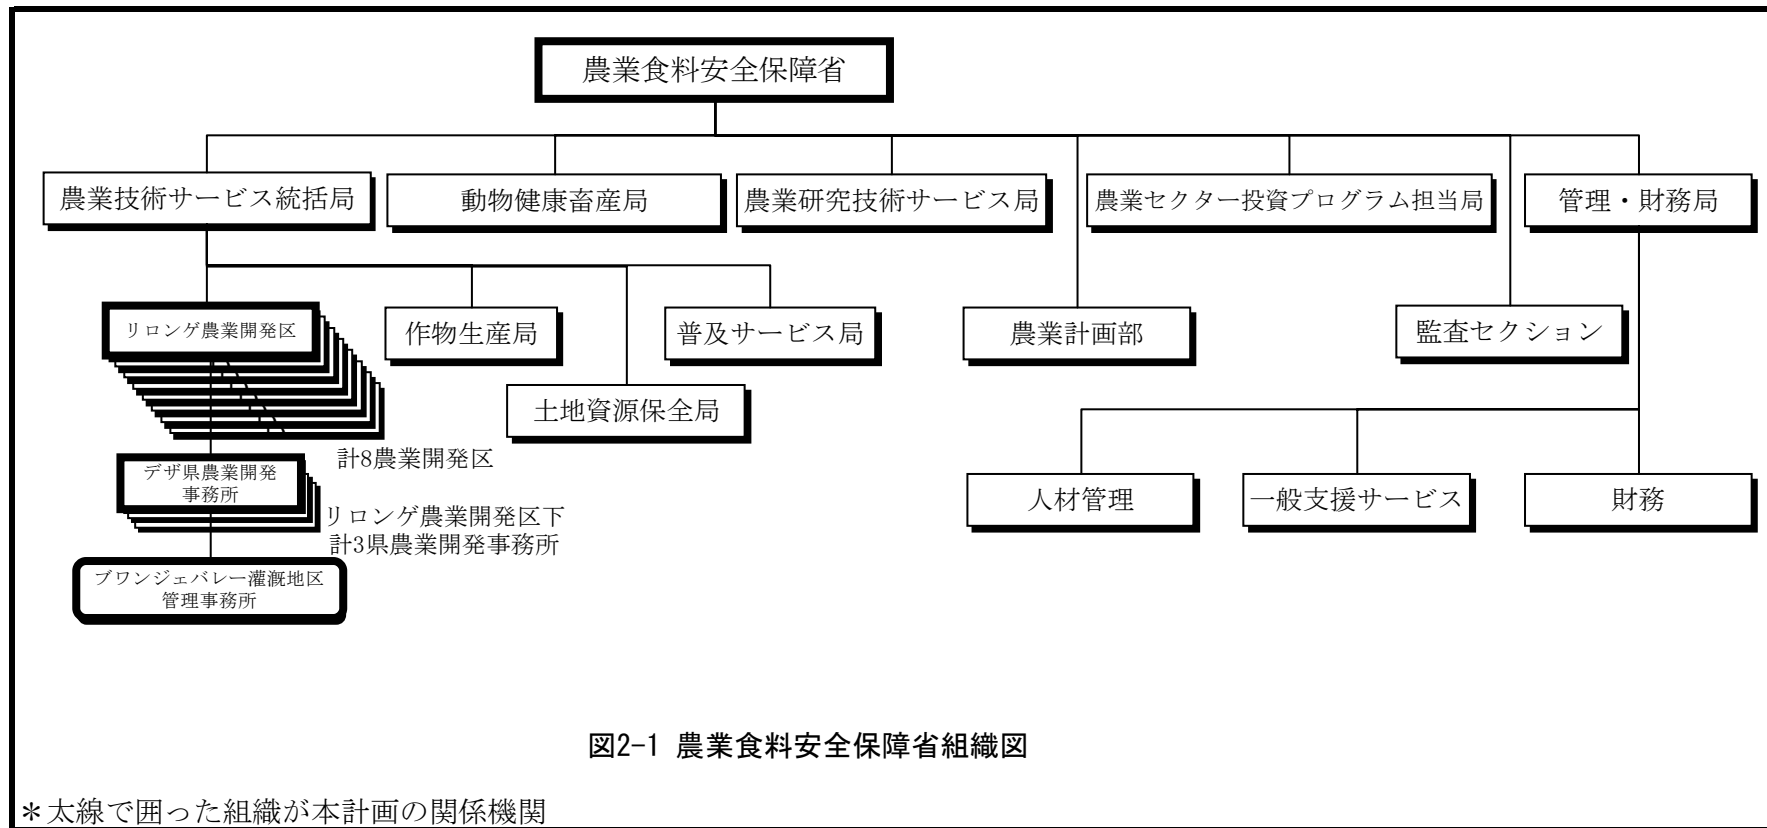 農業食料安全保障省
農業技術サービス統括局
動物健康畜産局
農業研究技術サービス局
農業セクター投資プログラム担当局
管理・財務局
リロンゲ農業開発区
作物生産局
普及サービス局
農業計画部
監査セクション
土地資源保全局
計8農業開発区
デザ県農業開発
事務所
リロンゲ農業開発区下
計3県農業開発事務所
人材管理
一般支援サービス
財務
ブワンジェバレー灌漑地区
管理事務所
図2-1 農業食料安全保障省組織図
＊太線で囲った組織が本計画の関係機関